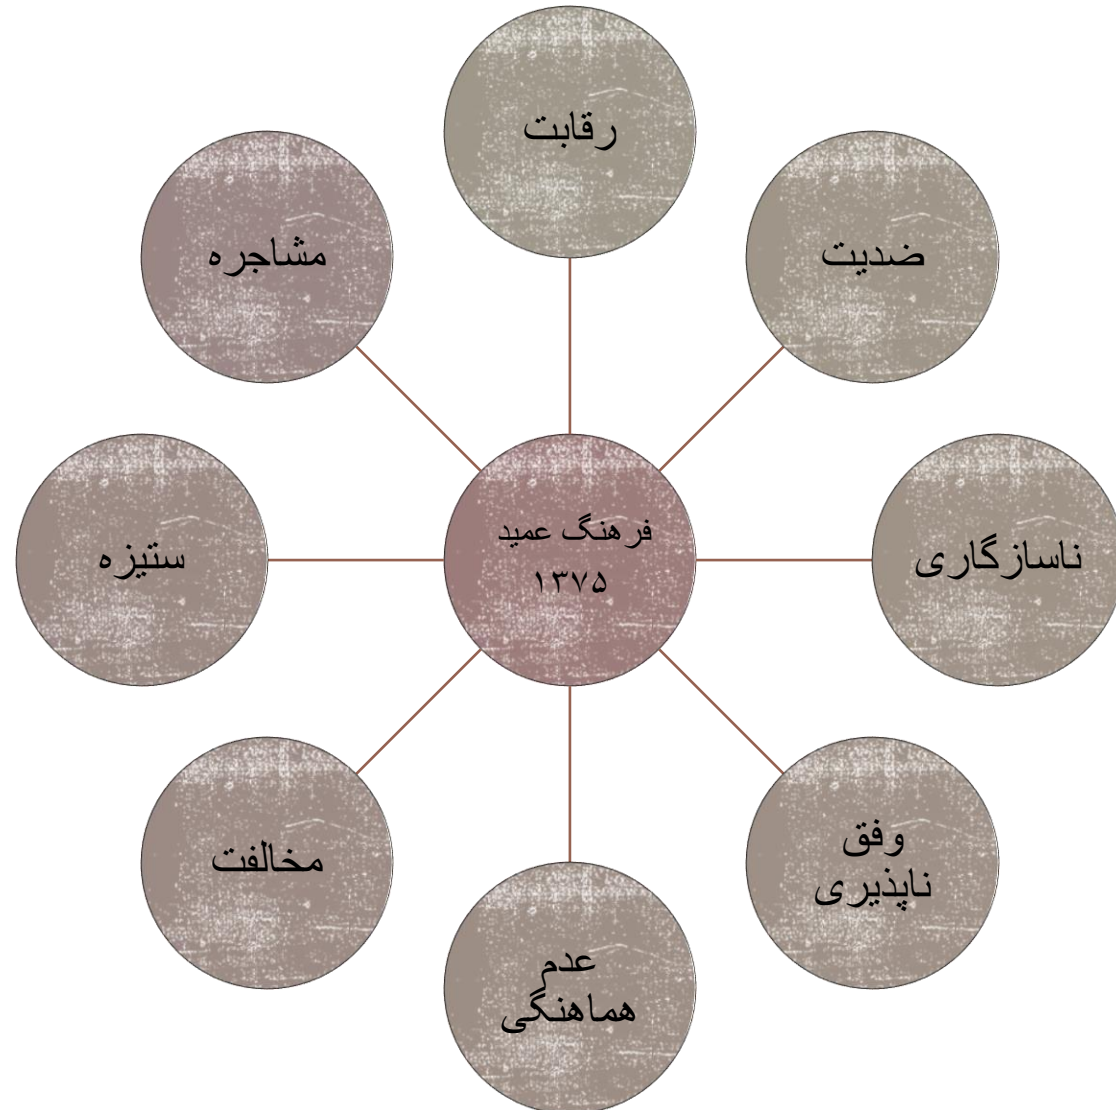 رقابت
ضدیت
ناسازگاری
وفق
ناپذیری
عدم
هماهنگی
مخالفت
ستیزه
مشاجره
فرهنگ عمید
۱۳۷۵